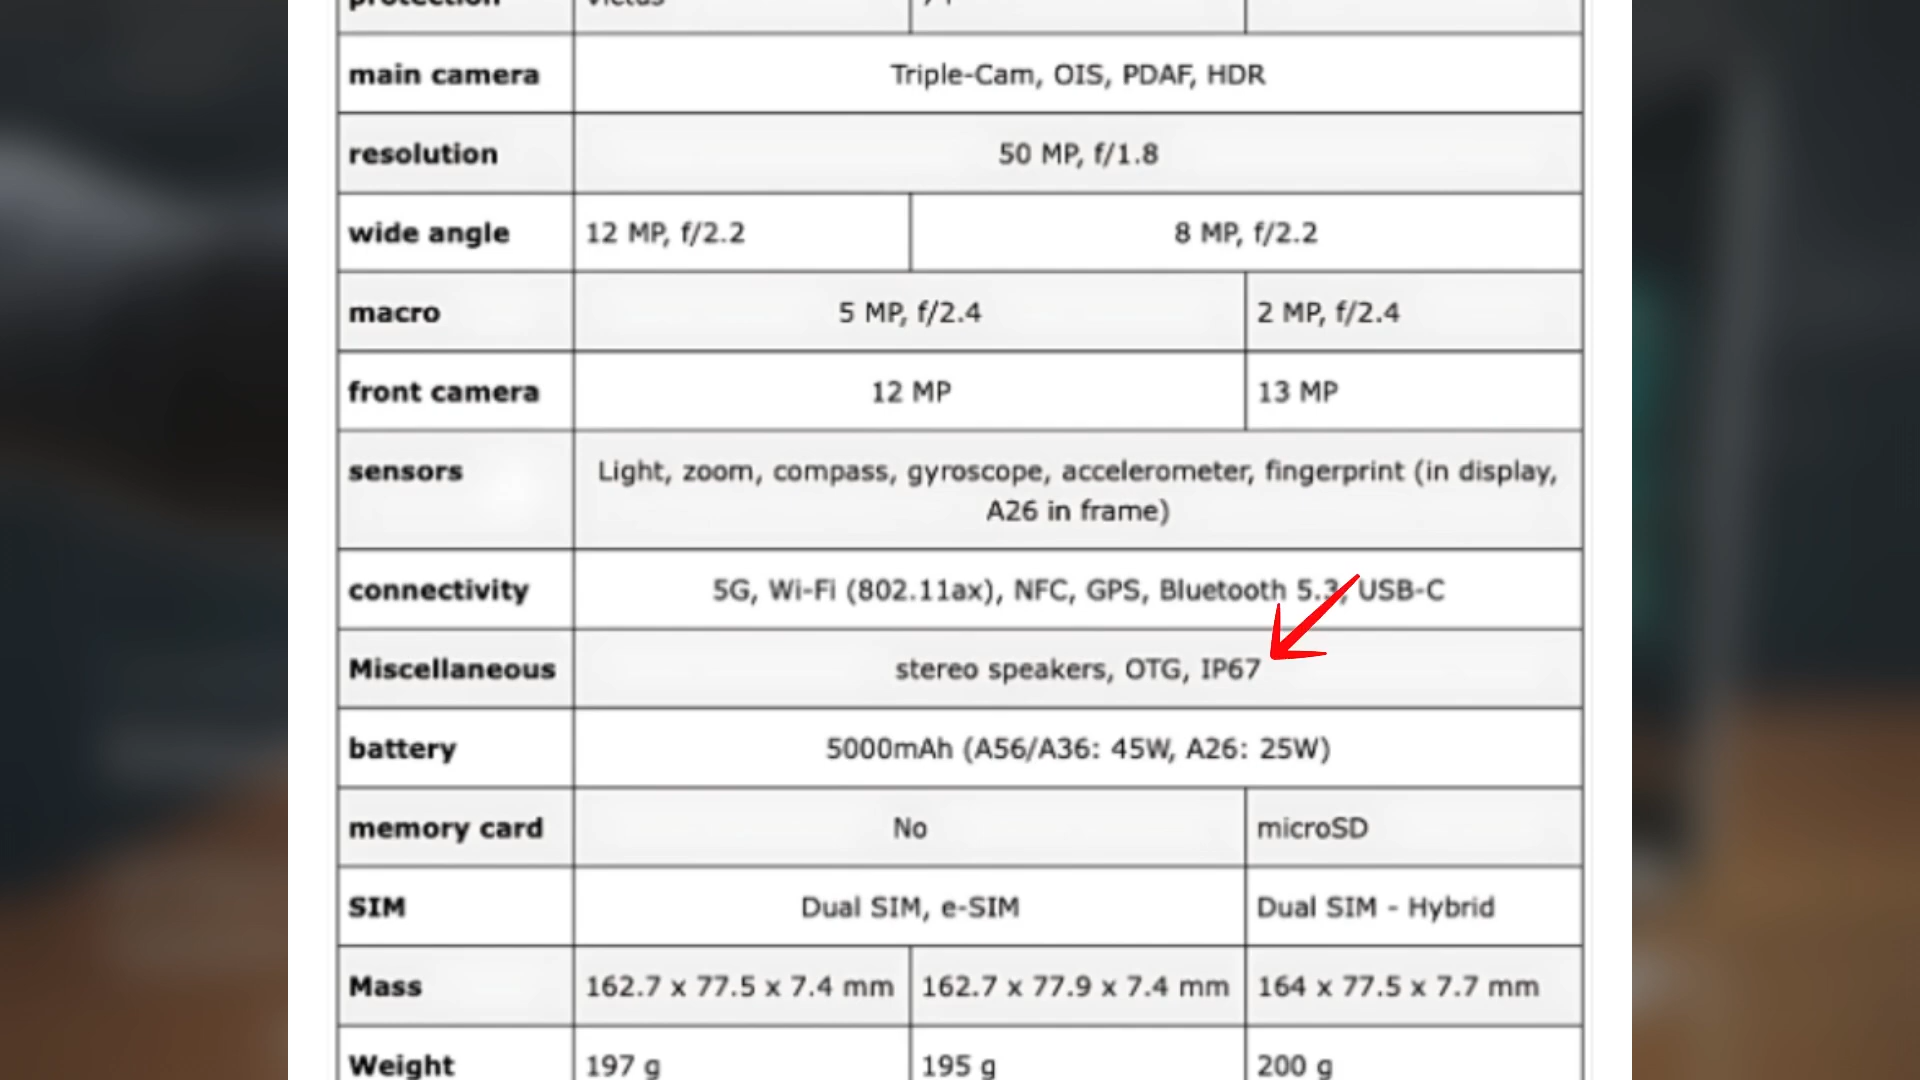 protection
main camera Triple-Cam, OIS, PDAF, HDR
resolution 50 MP, f/1.8
wide angle 12 MP, f/2.2 8 MP, f/2.2
macro 5 MP, f/2.4 2 MP, f/2.4
front camera 12 MP 13 MP
sensors Light, zoom, compass, gyroscope, accelerometer, fingerprint (in display,
A26 in frame)
connectivity 5G, Wi-Fi (802.11ax), NFC, GPS, Bluetooth 5.3, USB-C
Miscellaneous stereo speakers, OTG, IP67
battery 5000mAh (A56/A36: 45W, A26: 25W)
memory card No microSD
SIM Dual SIM, e-SIM Dual SIM - Hybrid
Mass 162.7 x 77.5 x 7.4 mm 162.7 x 77.9 x 7.4 mm 164 x 77.5 x 7.7 mm
Weight 197 g 195 g 200 g